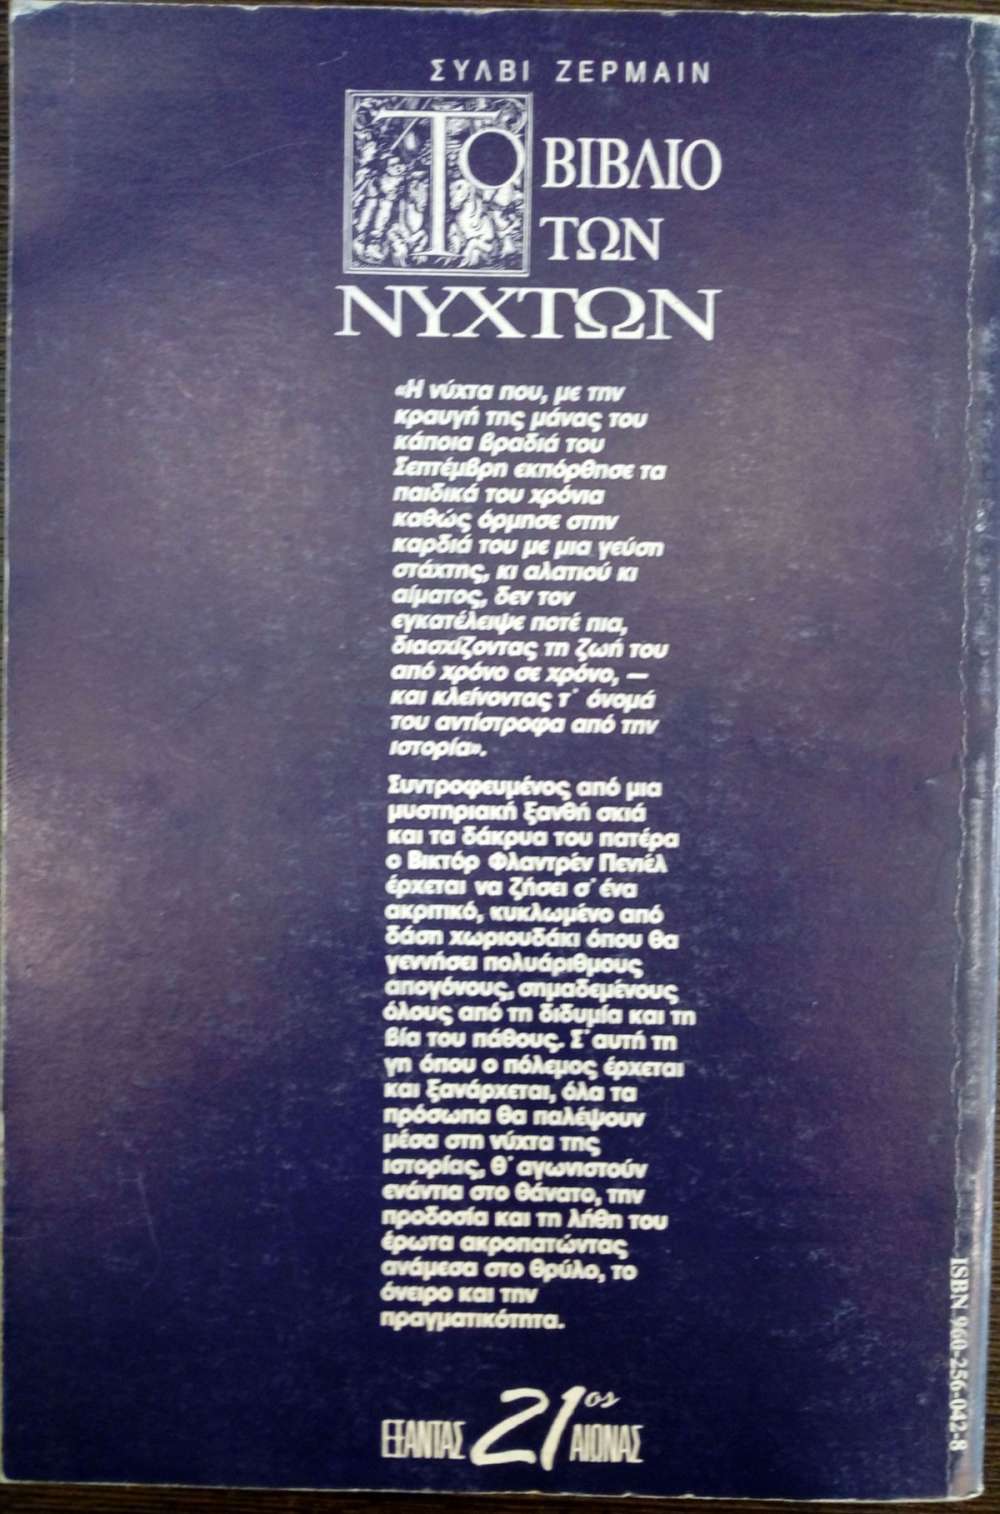 ΣΥΛΒΙ ΖΕΡΜΑΙΝ
ΤΟ ΒΙΒΛΙΟ
ΤΩΝ
ΝΥΧΤΩΝ
«Η νύχτα που, με την
κραυγή της μάνας του
κάποια βραδιά του
Σεπτέμβρη εκπόρθησε τα
παιδικά του χρόνια
καθώς όρμησε στην
καρδιά του με μια γεύση
στάχτης, κι αλατιού κι
αίματος, δεν τον
εγκατέλειψε ποτέ πια,
διασχίζοντας τη ζωή του
από χρόνο σε χρόνο, —
και κλείνοντας τ' όνομά
του αντίστροφα από την
ιστορία».
Συντροφευμένος από μια
μυστηριακή ξανθή σκιά
και τα δάκρυα του πατέρα
ο Βικτόρ Φλαντρέν Πενιέλ
έρχεται να ζήσει σ' ένα
ακριτικό, κυκλωμένο από
δάση χωριουδάκι όπου θα
γεννήσει πολυάριθμους
απογόνους, σημαδεμένους
όλους από τη διδυμία και τη
βία του πάθους. Σ' αυτή τη
γη όπου ο πόλεμος έρχεται
και ξανάρχεται, όλα τα
πρόσωπα θα παλέψουν
μέσα στη νύχτα της
ιστορίας, θ' αγωνιστούν
ενάντια στο θάνατο, την
προδοσία και τη λήθη του
έρωτα ακροπατώντας
ανάμεσα στο θρύλο, το
όνειρο και την
πραγματικότητα.
ΕΞΑΝΤΑΣ 21ος ΑΙΩΝΑΣ
ISBN 960-256-042-8